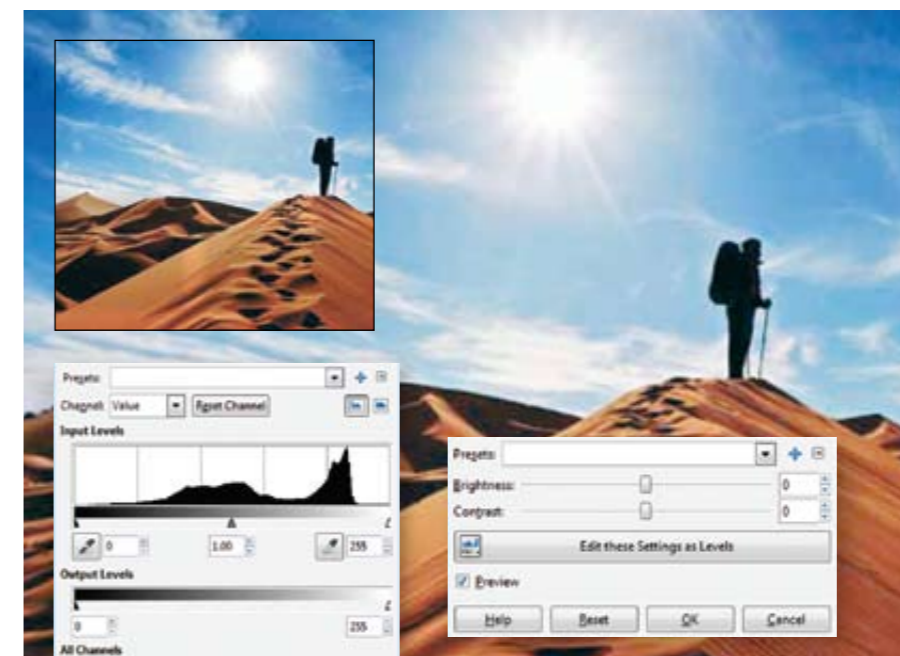 Presets:
Channel: Value Reset Channel
Input Levels
0 1.00 255
Output Levels
0 255
All Channels
Presets:
Brightness: 0
Contrast: 0
Edit these Settings as Levels
Preview
Help Reset OK Cancel